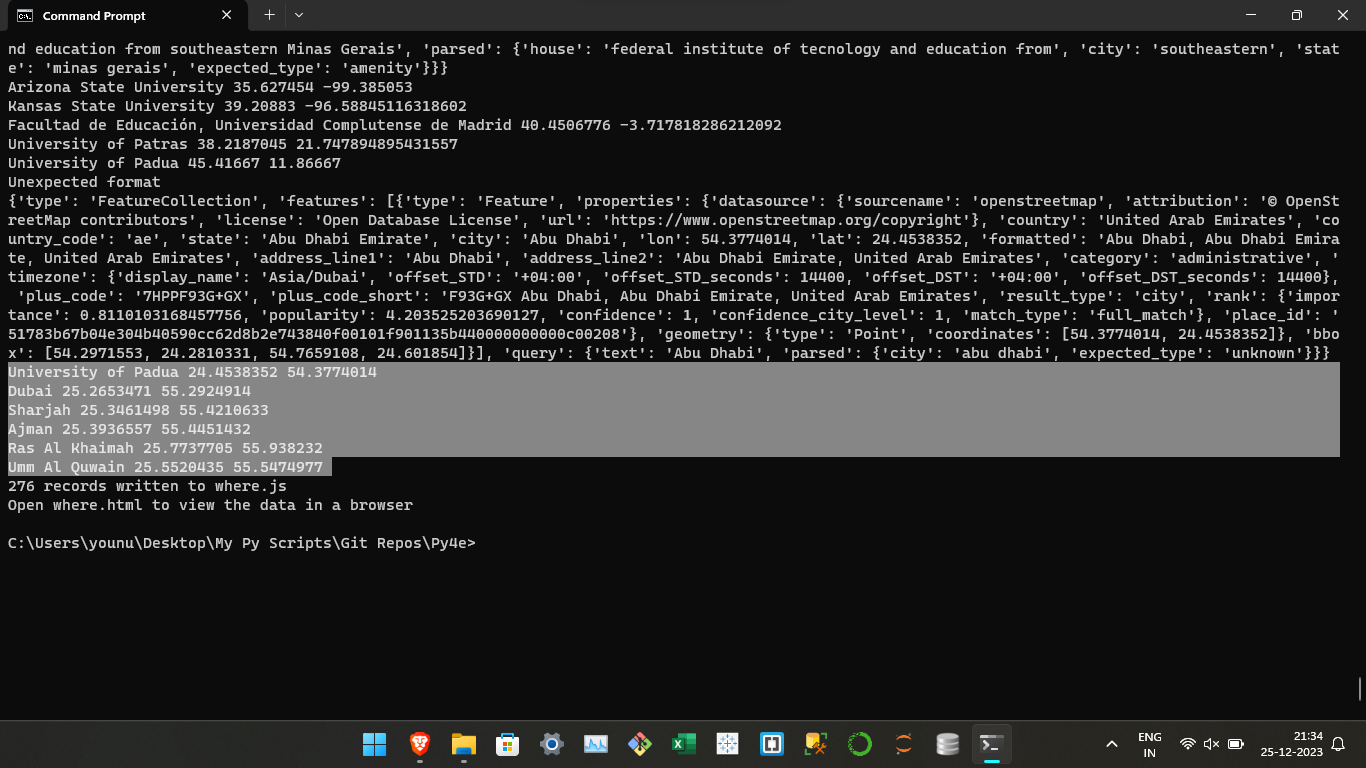 Command Prompt
nd education from southeastern Minas Gerais', 'parsed': {'house': 'federal institute of tecnology and education from', 'city': 'southeastern', 'stat
e': 'minas gerais', 'expected_type': 'amenity'}}}
Arizona State University 35.627454 -99.385053
Kansas State University 39.20883 -96.58845116318602
Facultad de Educación, Universidad Complutense de Madrid 40.4506776 -3.717818286212092
University of Patras 38.2187045 21.747894895431557
University of Padua 45.41667 11.86667
Unexpected format
{'type': 'FeatureCollection', 'features': [{'type': 'Feature', 'properties': {'datasource': {'sourcename': 'openstreetmap', 'attribution': '© OpenSt
reetMap contributors', 'license': 'Open Database License', 'url': 'https://www.openstreetmap.org/copyright'}, 'country': 'United Arab Emirates', 'co
untry_code': 'ae', 'state': 'Abu Dhabi Emirate', 'city': 'Abu Dhabi', 'lon': 54.3774014, 'lat': 24.4538352, 'formatted': 'Abu Dhabi, Abu Dhabi Emira
te, United Arab Emirates', 'address_line1': 'Abu Dhabi', 'address_line2': 'Abu Dhabi Emirate, United Arab Emirates', 'category': 'administrative', '
timezone': {'display_name': 'Asia/Dubai', 'offset_STD': '+04:00', 'offset_STD_seconds': 14400, 'offset_DST': '+04:00', 'offset_DST_seconds': 14400},
 'plus_code': '7HPPF93G+GX', 'plus_code_short': 'F93G+GX Abu Dhabi, Abu Dhabi Emirate, United Arab Emirates', 'result_type': 'city', 'rank': {'impor
tance': 0.8110103168457756, 'popularity': 4.203525203690127, 'confidence': 1, 'confidence_city_level': 1, 'match_type': 'full_match'}, 'place_id': '
51783b67b04e304b40590cc62d8b2e743840f00101f901135b440000000000c00208'}, 'geometry': {'type': 'Point', 'coordinates': [54.3774014, 24.4538352]}, 'bbo
x': [54.2971553, 24.2810331, 54.7659108, 24.601854]}], 'query': {'text': 'Abu Dhabi', 'parsed': {'city': 'abu dhabi', 'expected_type': 'unknown'}}}
University of Padua 24.4538352 54.3774014
Dubai 25.2653471 55.2924914
Sharjah 25.3461498 55.4210633
Ajman 25.3936557 55.4451432
Ras Al Khaimah 25.7737705 55.938232
Umm Al Quwain 25.5520435 55.5474977
276 records written to where.js
Open where.html to view the data in a browser
C:\Users\younu\Desktop\My Py Scripts\Git Repos\Py4e>
ENG
IN
21:34
25-12-2023